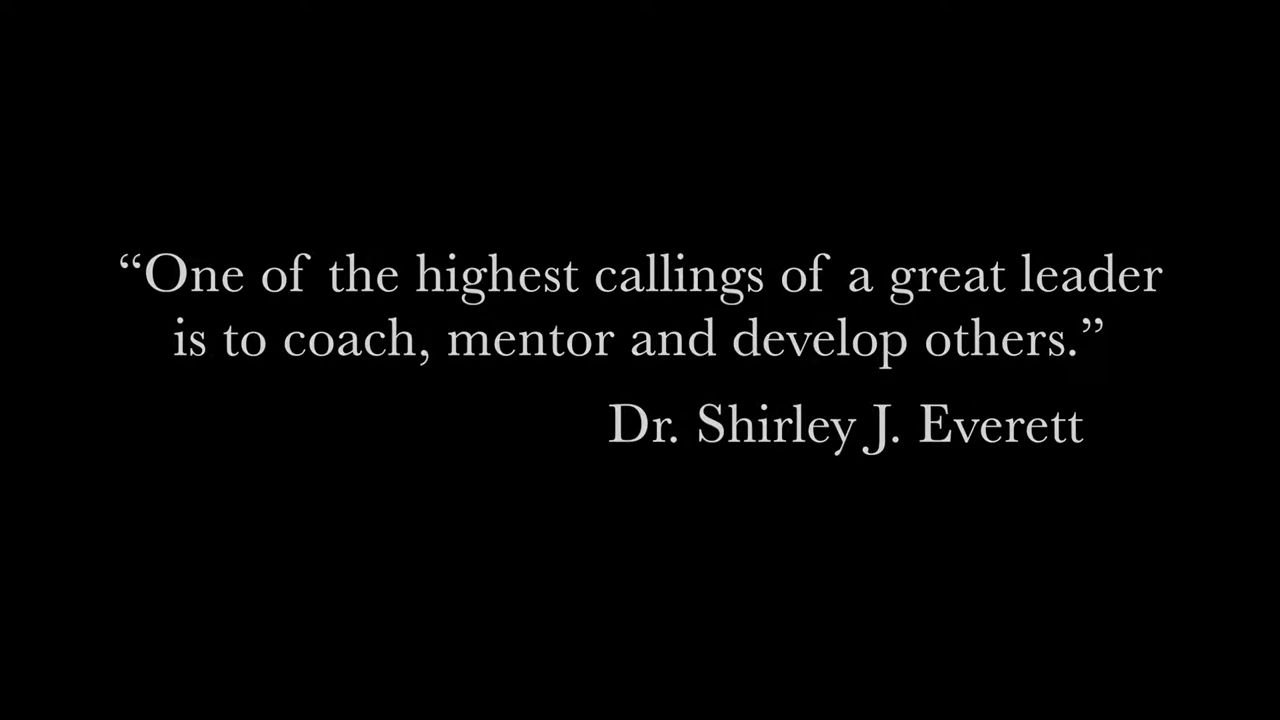 “One of the highest callings of a great leader
is to coach, mentor and develop others.”
Dr. Shirley J. Everett